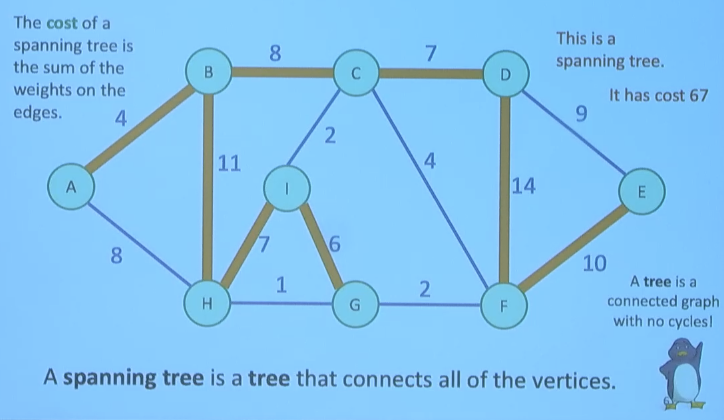 The cost of a
spanning tree is
the sum of the
weights on the
edges.
This is a
spanning tree.
It has cost 67
8
7
B
C
D
4
9
2
11
4
14
A
I
E
8
7
6
10
1
2
H
G
F
A tree is a
connected graph
with no cycles!
A spanning tree is a tree that connects all of the vertices.